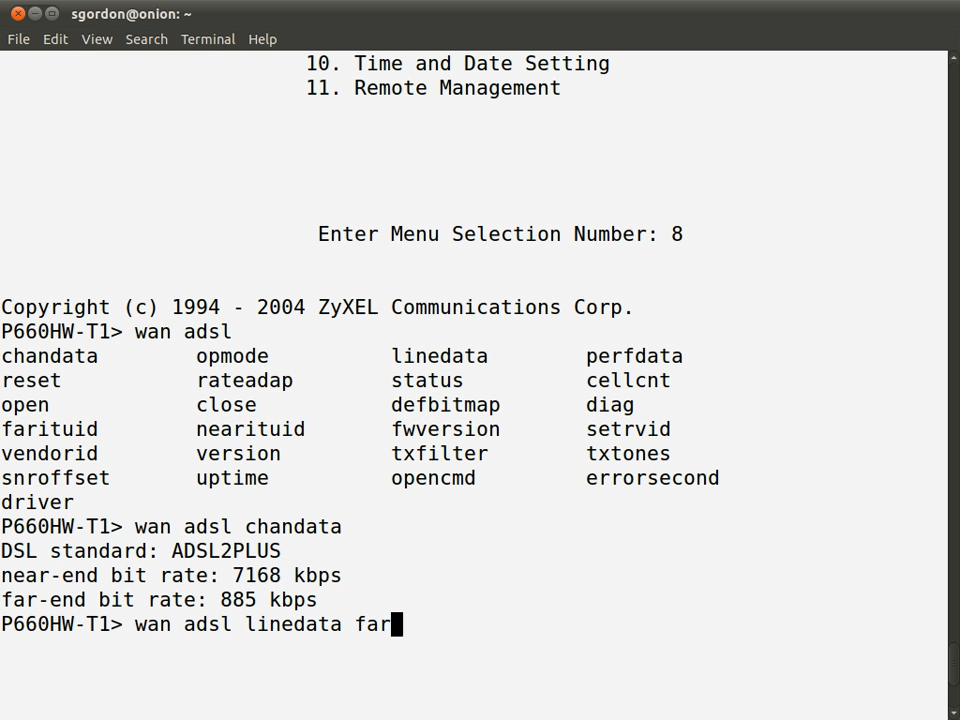 sgordon@onion: ~
File Edit View Search Terminal Help
10. Time and Date Setting
11. Remote Management
Enter Menu Selection Number: 8
Copyright (c) 1994 - 2004 ZyXEL Communications Corp.
P660HW-T1> wan adsl
chandata opmode linedata perfdata
reset rateadap status cellcnt
open close defbitmap diag
farituid nearituid fwversion setrvid
vendorid version txfilter txtones
snroffset uptime opencmd errorsecond
driver
P660HW-T1> wan adsl chandata
DSL standard: ADSL2PLUS
near-end bit rate: 7168 kbps
far-end bit rate: 885 kbps
P660HW-T1> wan adsl linedata far